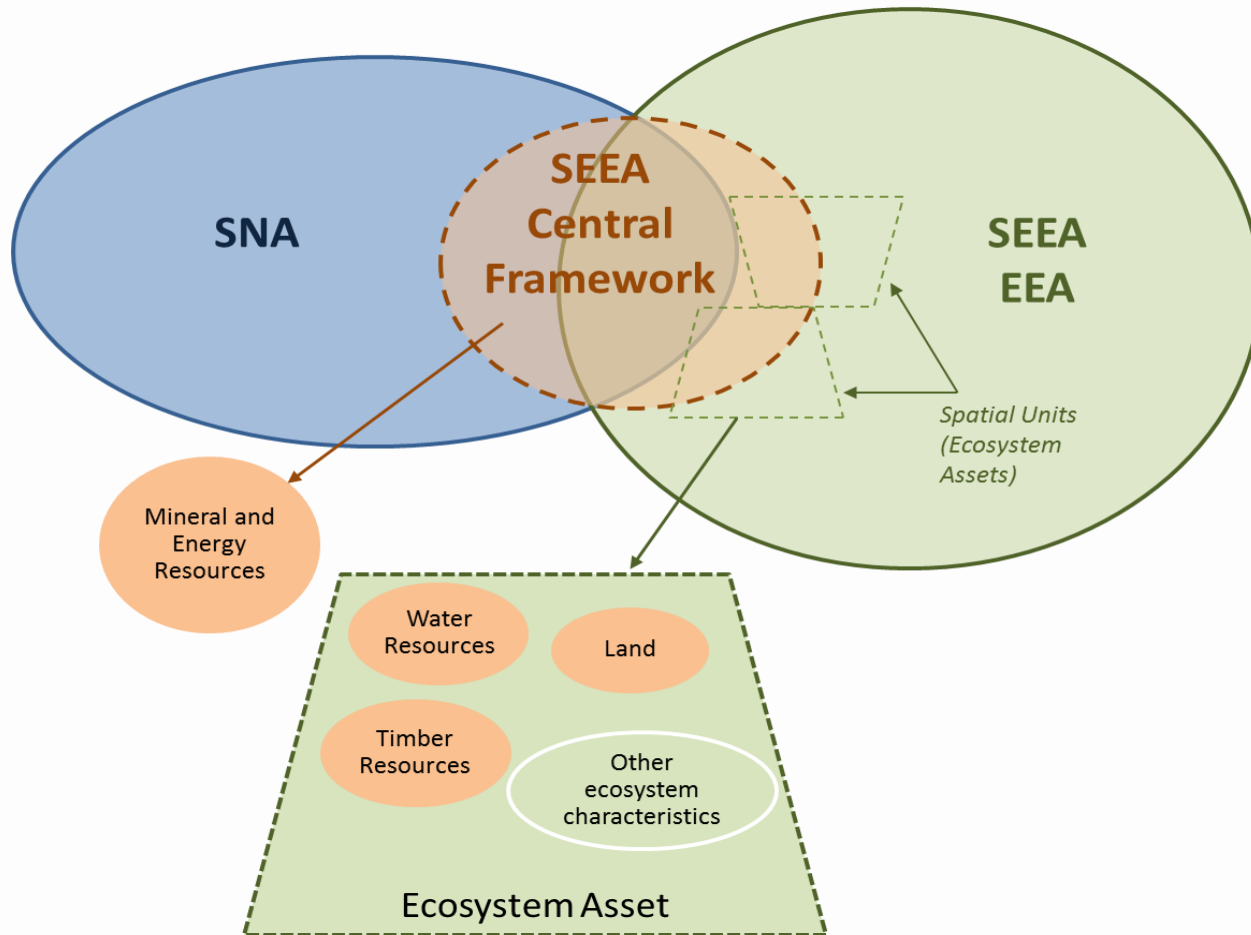 SNA
SEEA
Central
Framework
SEEA
EEA
Spatial Units
(Ecosystem
Assets)
Mineral and
Energy
Resources
Water
Resources
Land
Timber
Resources
Other
ecosystem
characteristics
Ecosystem Asset